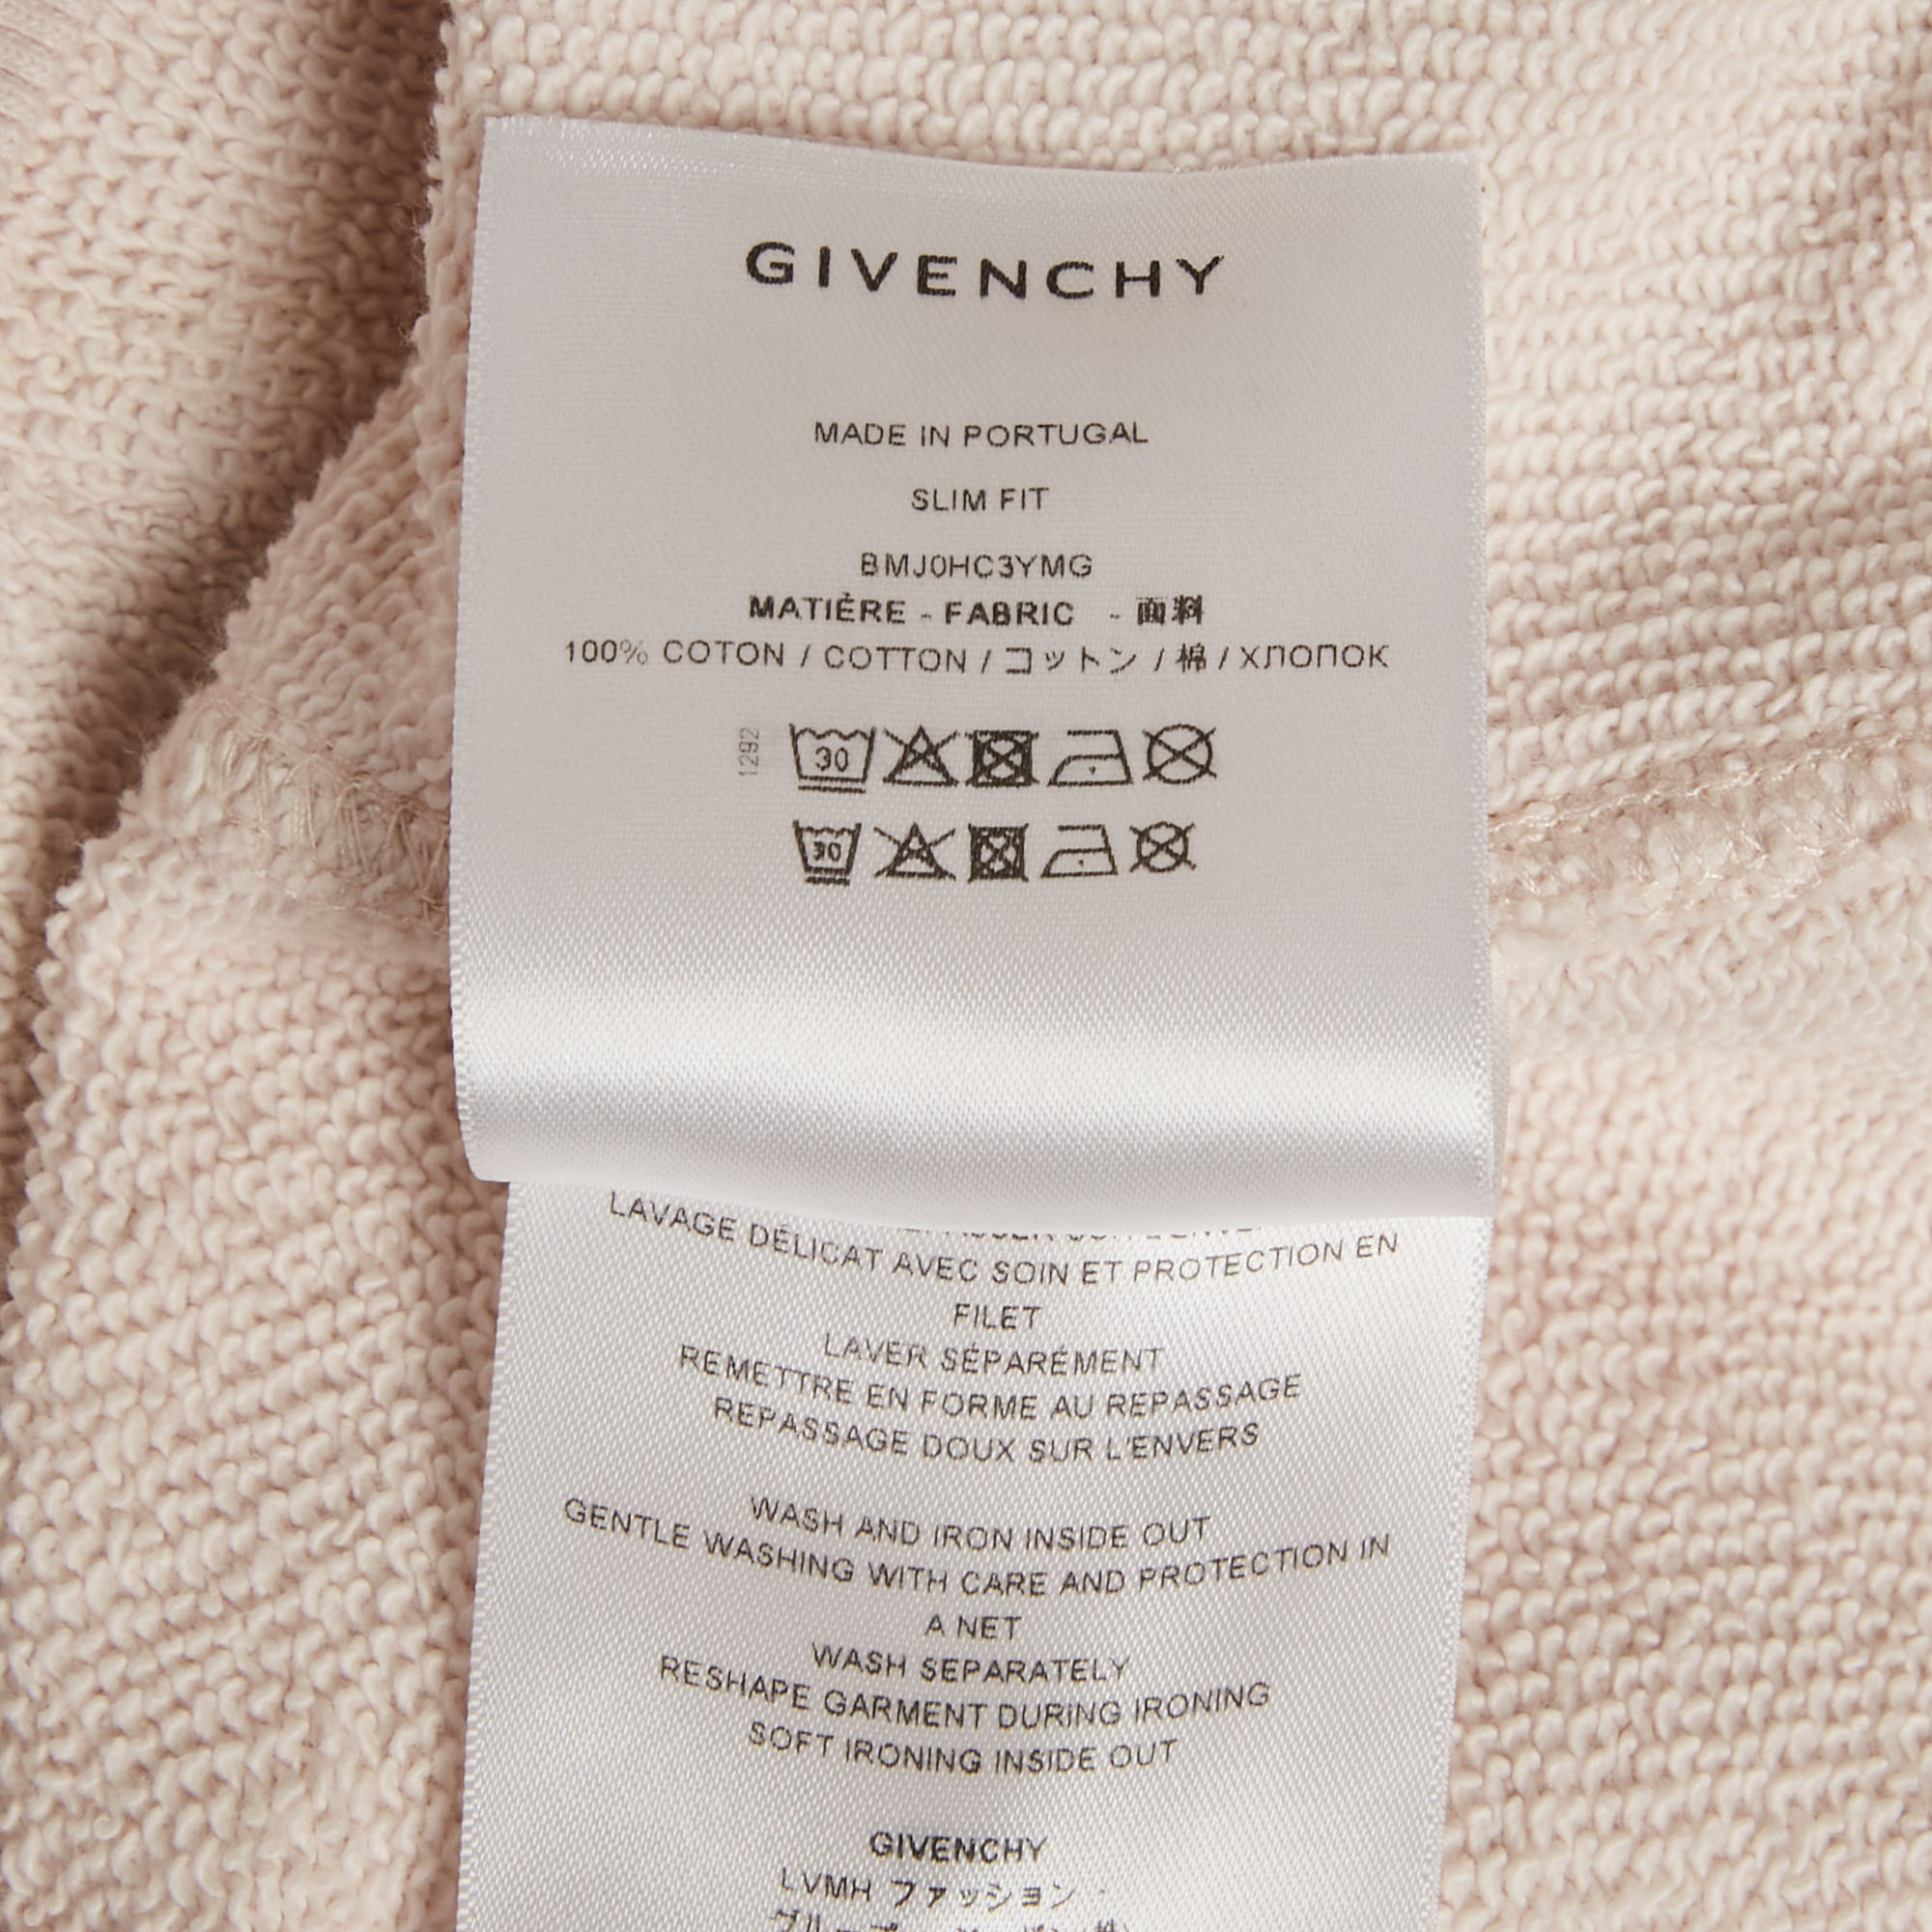 GIVENCHY
MADE IN PORTUGAL
SLIM FIT
BMJ0HC3YMG
MATIÈRE - FABRIC - 面料
100% COTON / COTTON / コットン / 棉 / ХЛОПОК
1292
30
30
LAVAGE DÉLICAT AVEC SOIN ET PROTECTION EN
FILET
LAVER SÉPARÉMENT
REMETTRE EN FORME AU REPASSAGE
REPASSAGE DOUX SUR L'ENVERS
WASH AND IRON INSIDE OUT
GENTLE WASHING WITH CARE AND PROTECTION IN
A NET
WASH SEPARATELY
RESHAPE GARMENT DURING IRONING
SOFT IRONING INSIDE OUT
GIVENCHY
LVMH ファッション